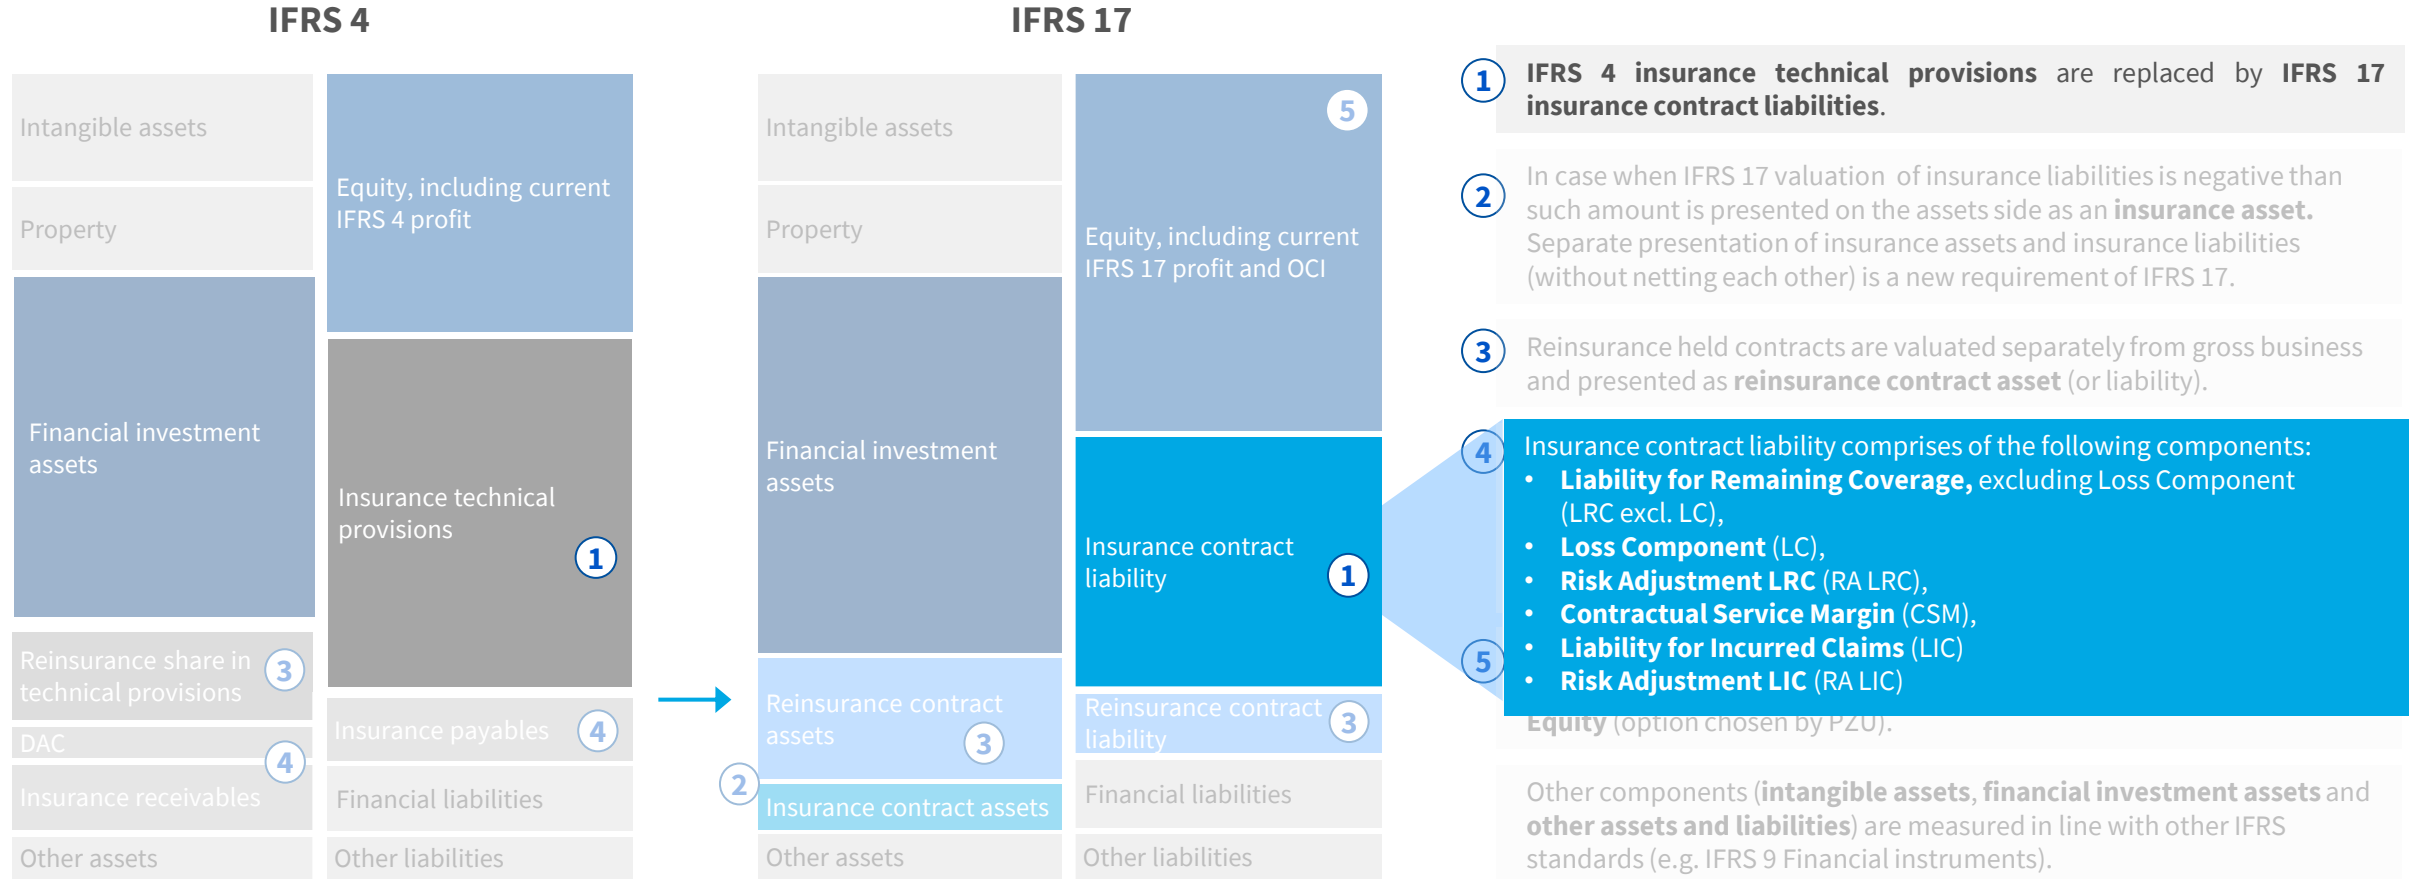 IFRS 4
Intangible assets
Property
Financial investment
assets
Reinsurance share in
technical provisions
3
DAC
4
Insurance receivables
Other assets
Equity, including current
IFRS 4 profit
Insurance technical
provisions
1
Insurance payables
4
Financial liabilities
Other liabilities
IFRS 17
Intangible assets
Property
Financial investment
assets
Reinsurance contract
assets
3
2
Insurance contract assets
Other assets
5
Equity, including current
IFRS 17 profit and OCI
Insurance contract
liability
1
Reinsurance contract
liability
3
Financial liabilities
Other liabilities
1
IFRS 4 insurance technical provisions are replaced by IFRS 17
insurance contract liabilities.
2
In case when IFRS 17 valuation of insurance liabilities is negative than
such amount is presented on the assets side as an insurance asset.
Separate presentation of insurance assets and insurance liabilities
(without netting each other) is a new requirement of IFRS 17.
3
Reinsurance held contracts are valuated separately from gross business
and presented as reinsurance contract asset (or liability).
4
Insurance contract liability comprises of the following components:
• Liability for Remaining Coverage, excluding Loss Component
(LRC excl. LC),
• Loss Component (LC),
• Risk Adjustment LRC (RA LRC),
• Contractual Service Margin (CSM),
5
• Liability for Incurred Claims (LIC)
• Risk Adjustment LIC (RA LIC)
Equity (option chosen by PZU).
Other components (intangible assets, financial investment assets and
other assets and liabilities) are measured in line with other IFRS
standards (e.g. IFRS 9 Financial instruments).